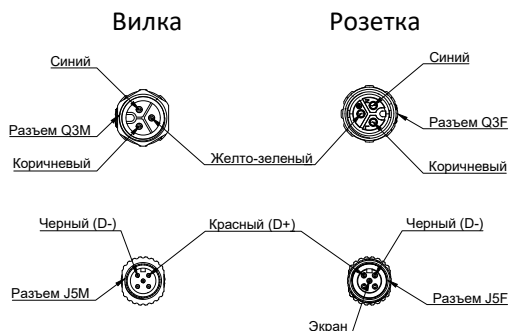 Вилка
Розетка
Синий
Синий
Разъем Q3M
Разъем Q3F
Коричневый
Желто-зеленый
Коричневый
Черный (D-)
Красный (D+)
Черный (D-)
Разъем J5M
Разъем J5F
Экран